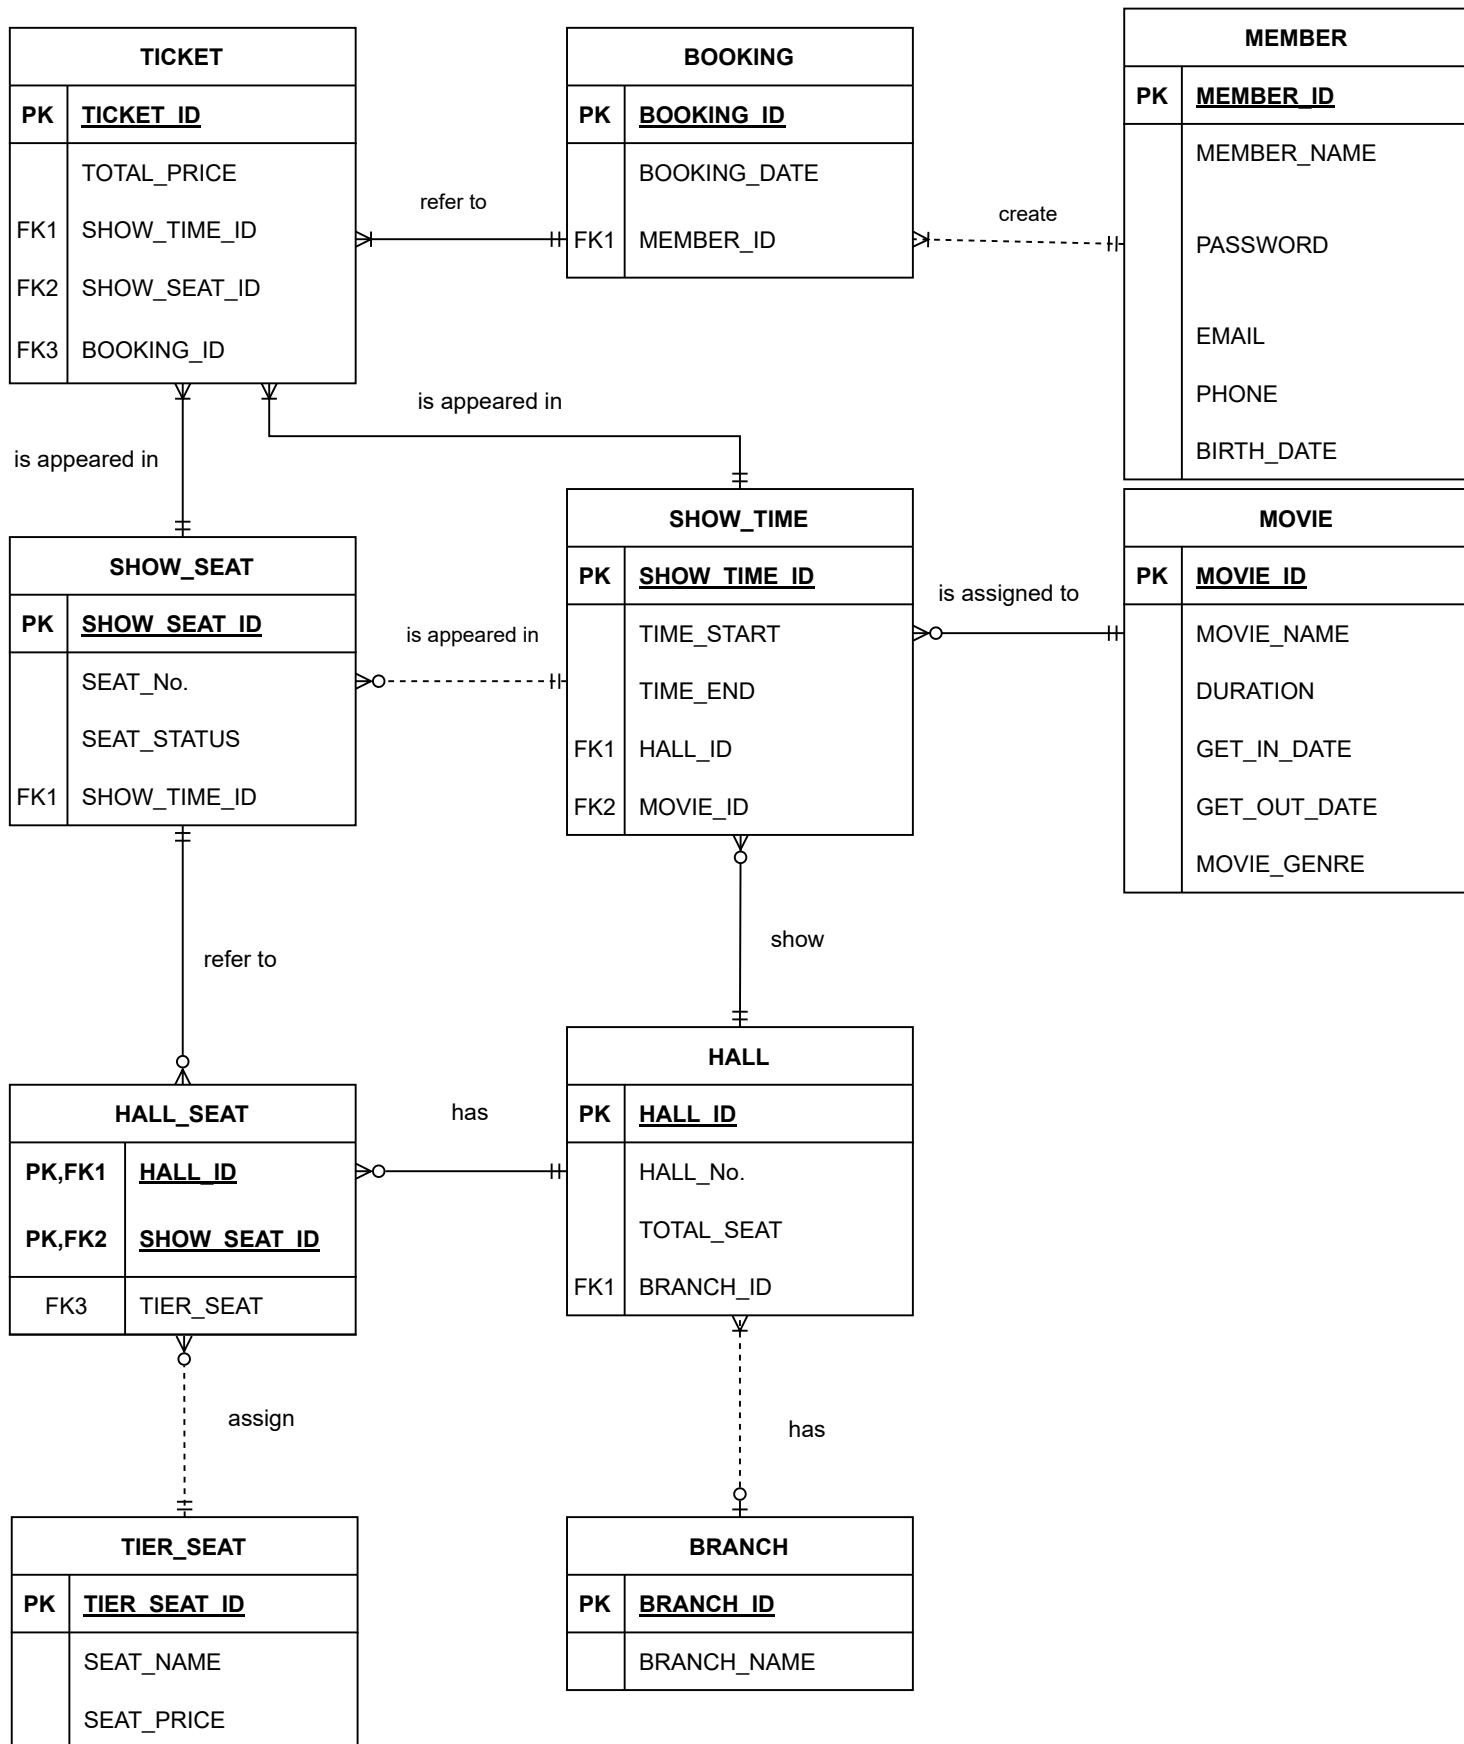 TICKET
PK TICKET_ID
TOTAL_PRICE
FK1 SHOW_TIME_ID
FK2 SHOW_SEAT_ID
FK3 BOOKING_ID
refer to
BOOKING
PK BOOKING_ID
BOOKING_DATE
FK1 MEMBER_ID
create
MEMBER
PK MEMBER_ID
MEMBER_NAME
PASSWORD
EMAIL
PHONE
BIRTH_DATE
is appeared in
is appeared in
SHOW_SEAT
PK SHOW_SEAT_ID
SEAT_No.
SEAT_STATUS
FK1 SHOW_TIME_ID
is appeared in
SHOW_TIME
PK SHOW_TIME_ID
TIME_START
TIME_END
FK1 HALL_ID
FK2 MOVIE_ID
is assigned to
MOVIE
PK MOVIE_ID
MOVIE_NAME
DURATION
GET_IN_DATE
GET_OUT_DATE
MOVIE_GENRE
refer to
show
HALL_SEAT
PK,FK1 HALL_ID
PK,FK2 SHOW_SEAT_ID
FK3 TIER_SEAT
has
HALL
PK HALL_ID
HALL_No.
TOTAL_SEAT
FK1 BRANCH_ID
assign
has
TIER_SEAT
PK TIER_SEAT_ID
SEAT_NAME
SEAT_PRICE
BRANCH
PK BRANCH_ID
BRANCH_NAME